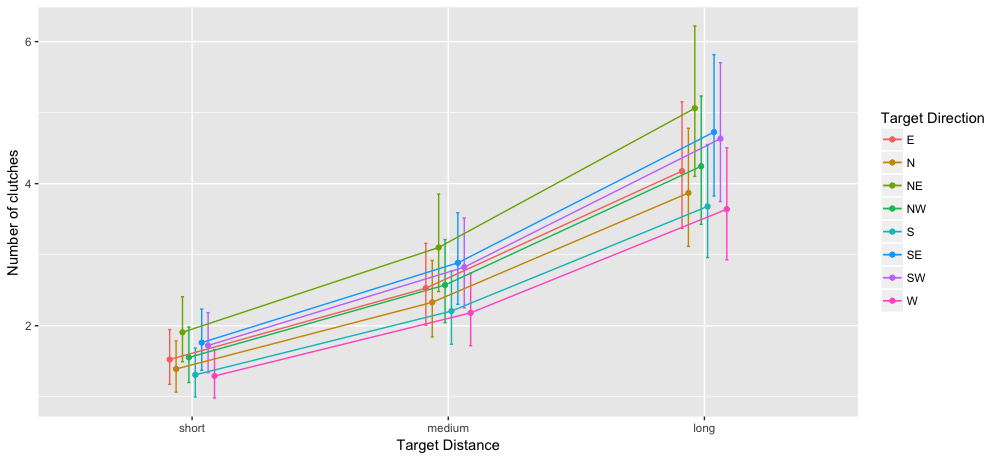 Number of clutches
6
4
2
short
medium
long
Target Distance
Target Direction
E
N
NE
NW
S
SE
SW
W